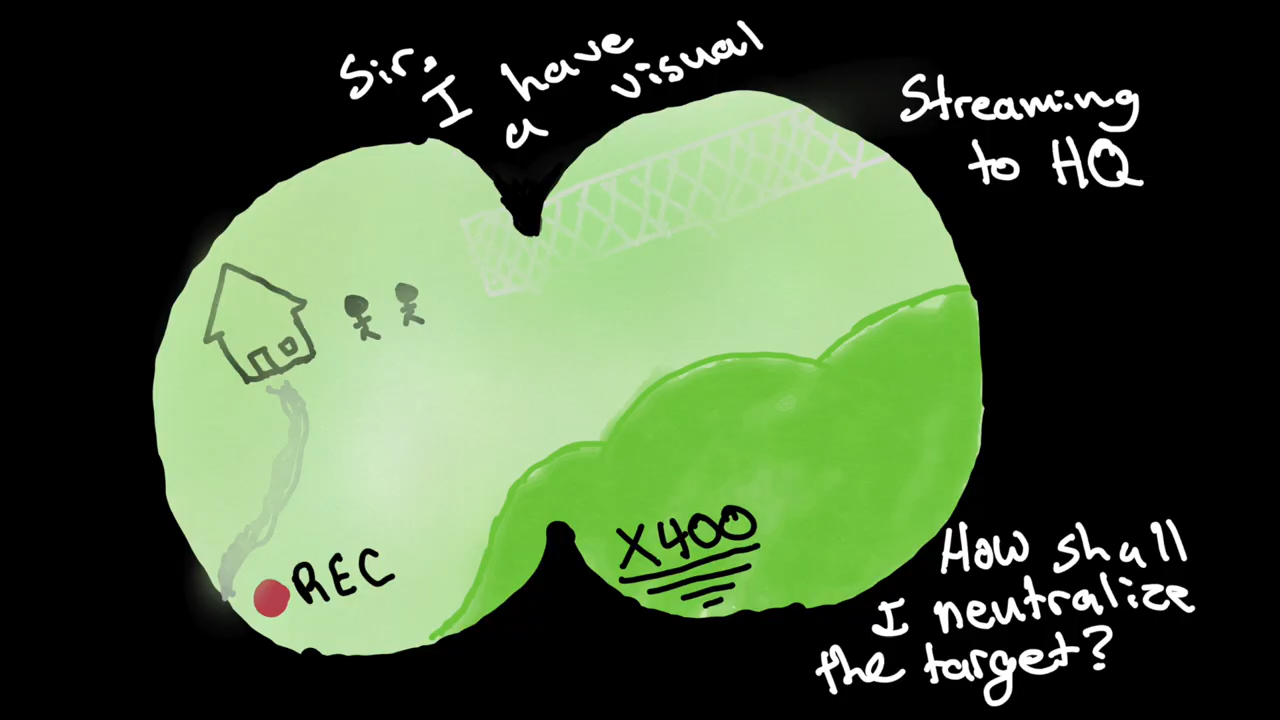 Sir,
I have
a visual
Streaming
to HQ
REC
X400
How shall
I neutralize
the target?